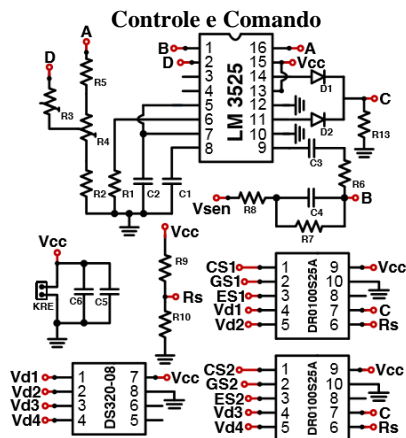 Controle e Comando
A
B
D
D
R5
R3
R4
R2
R1
C2
C1
1
2
3
4
5
6
7
8
LM 3525
16
15
14
13
12
11
10
9
A
Vcc
D1
D2
C
R13
C3
R6
Vsen
R8
C4
B
R7
Vcc
KRE
C6
C5
Vcc
R9
Rs
R10
CS1 1
GS1 2
ES1 3
Vd1 4
Vd2 5
DR0100S25A
9 Vcc
10
8
7 C
6 Rs
Vd1 1
Vd2 2
Vd3 3
Vd4 4
DS320-08
7 Vcc
8
6
5
CS2 1
GS2 2
ES2 3
Vd3 4
Vd4 5
DR0100S25A
9 Vcc
10
8
7 C
6 Rs